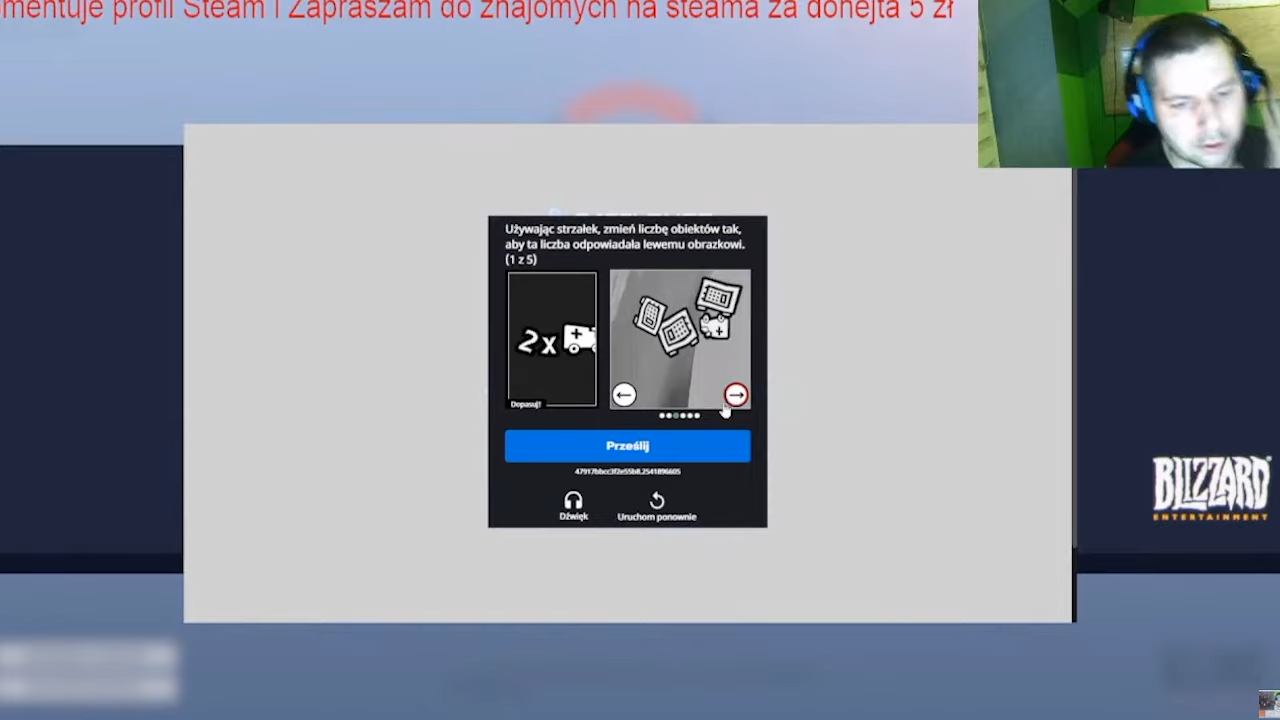 mentuje profil Steam i Zapraszam do znajomych na steama za donejta 5 zł
Używając strzałek, zmień liczbę obiektów tak,
aby ta liczba odpowiadała lewemu obrazkowi.
(1 z 5)
2 x
Dopasuj!
Prześlij
Dźwięk
Uruchom ponownie
BLIZZARD
ENTERTAINMENT